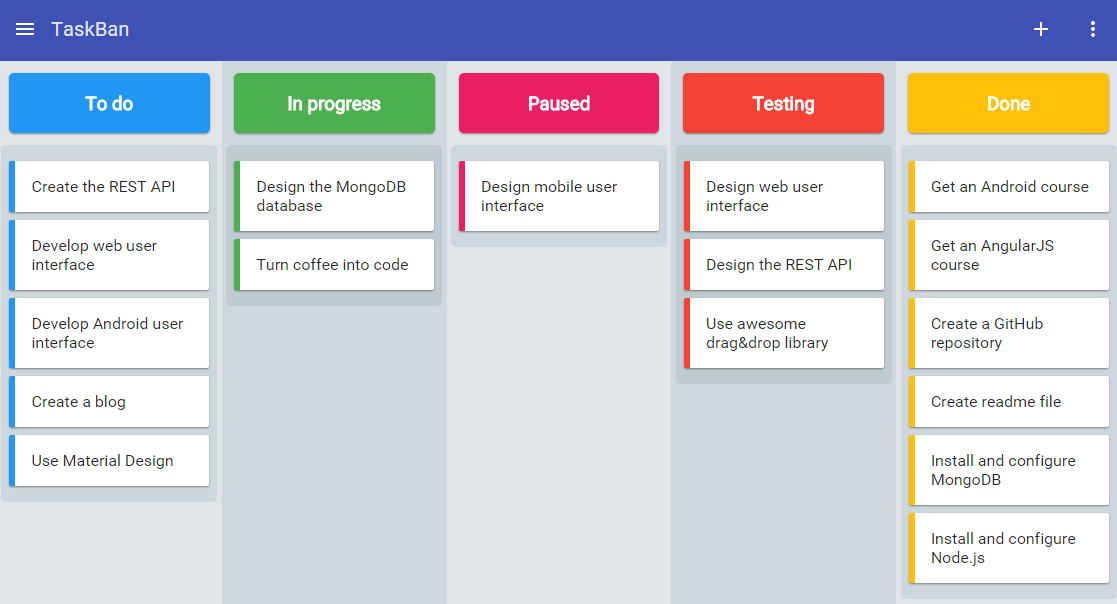 TaskBan
To do
Create the REST API
Develop web user
interface
Develop Android user
interface
Create a blog
Use Material Design
In progress
Design the MongoDB
database
Turn coffee into code
Paused
Design mobile user
interface
Testing
Design web user
interface
Design the REST API
Use awesome
drag&drop library
Done
Get an Android course
Get an AngularJS
course
Create a GitHub
repository
Create readme file
Install and configure
MongoDB
Install and configure
Node.js